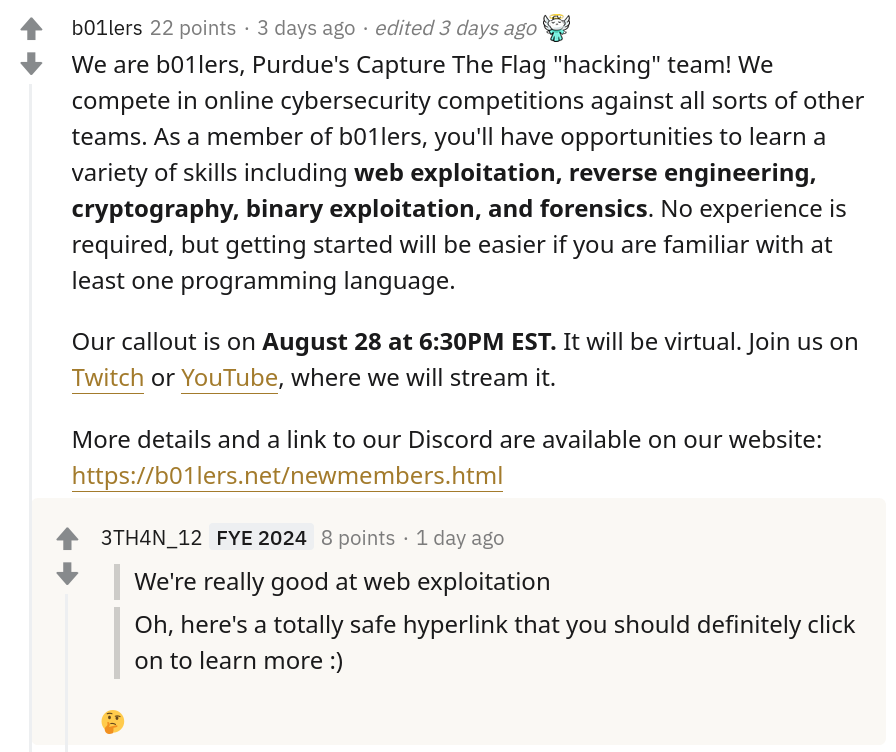 b01lers 22 points · 3 days ago · edited 3 days ago
We are b01lers, Purdue's Capture The Flag "hacking" team! We
compete in online cybersecurity competitions against all sorts of other
teams. As a member of b01lers, you'll have opportunities to learn a
variety of skills including web exploitation, reverse engineering,
cryptography, binary exploitation, and forensics. No experience is
required, but getting started will be easier if you are familiar with at
least one programming language.
Our callout is on August 28 at 6:30PM EST. It will be virtual. Join us on
Twitch or YouTube, where we will stream it.
More details and a link to our Discord are available on our website:
https://b01lers.net/newmembers.html
3TH4N_12 FYE 2024 8 points · 1 day ago
We're really good at web exploitation
Oh, here's a totally safe hyperlink that you should definitely click
on to learn more :)
🤔